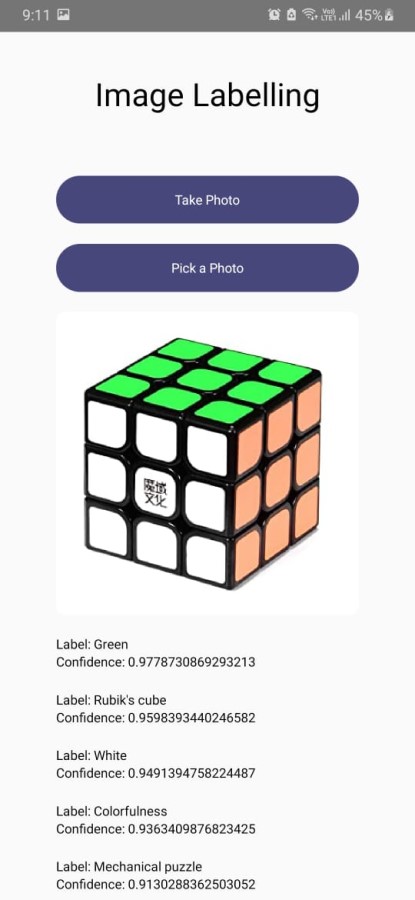 9:11
Vo))
LTE1
45%
Image Labelling
Take Photo
Pick a Photo
魔域
文化
Label: Green
Confidence: 0.9778730869293213
Label: Rubik's cube
Confidence: 0.9598393440246582
Label: White
Confidence: 0.9491394758224487
Label: Colorfulness
Confidence: 0.9363409876823425
Label: Mechanical puzzle
Confidence: 0.9130288362503052